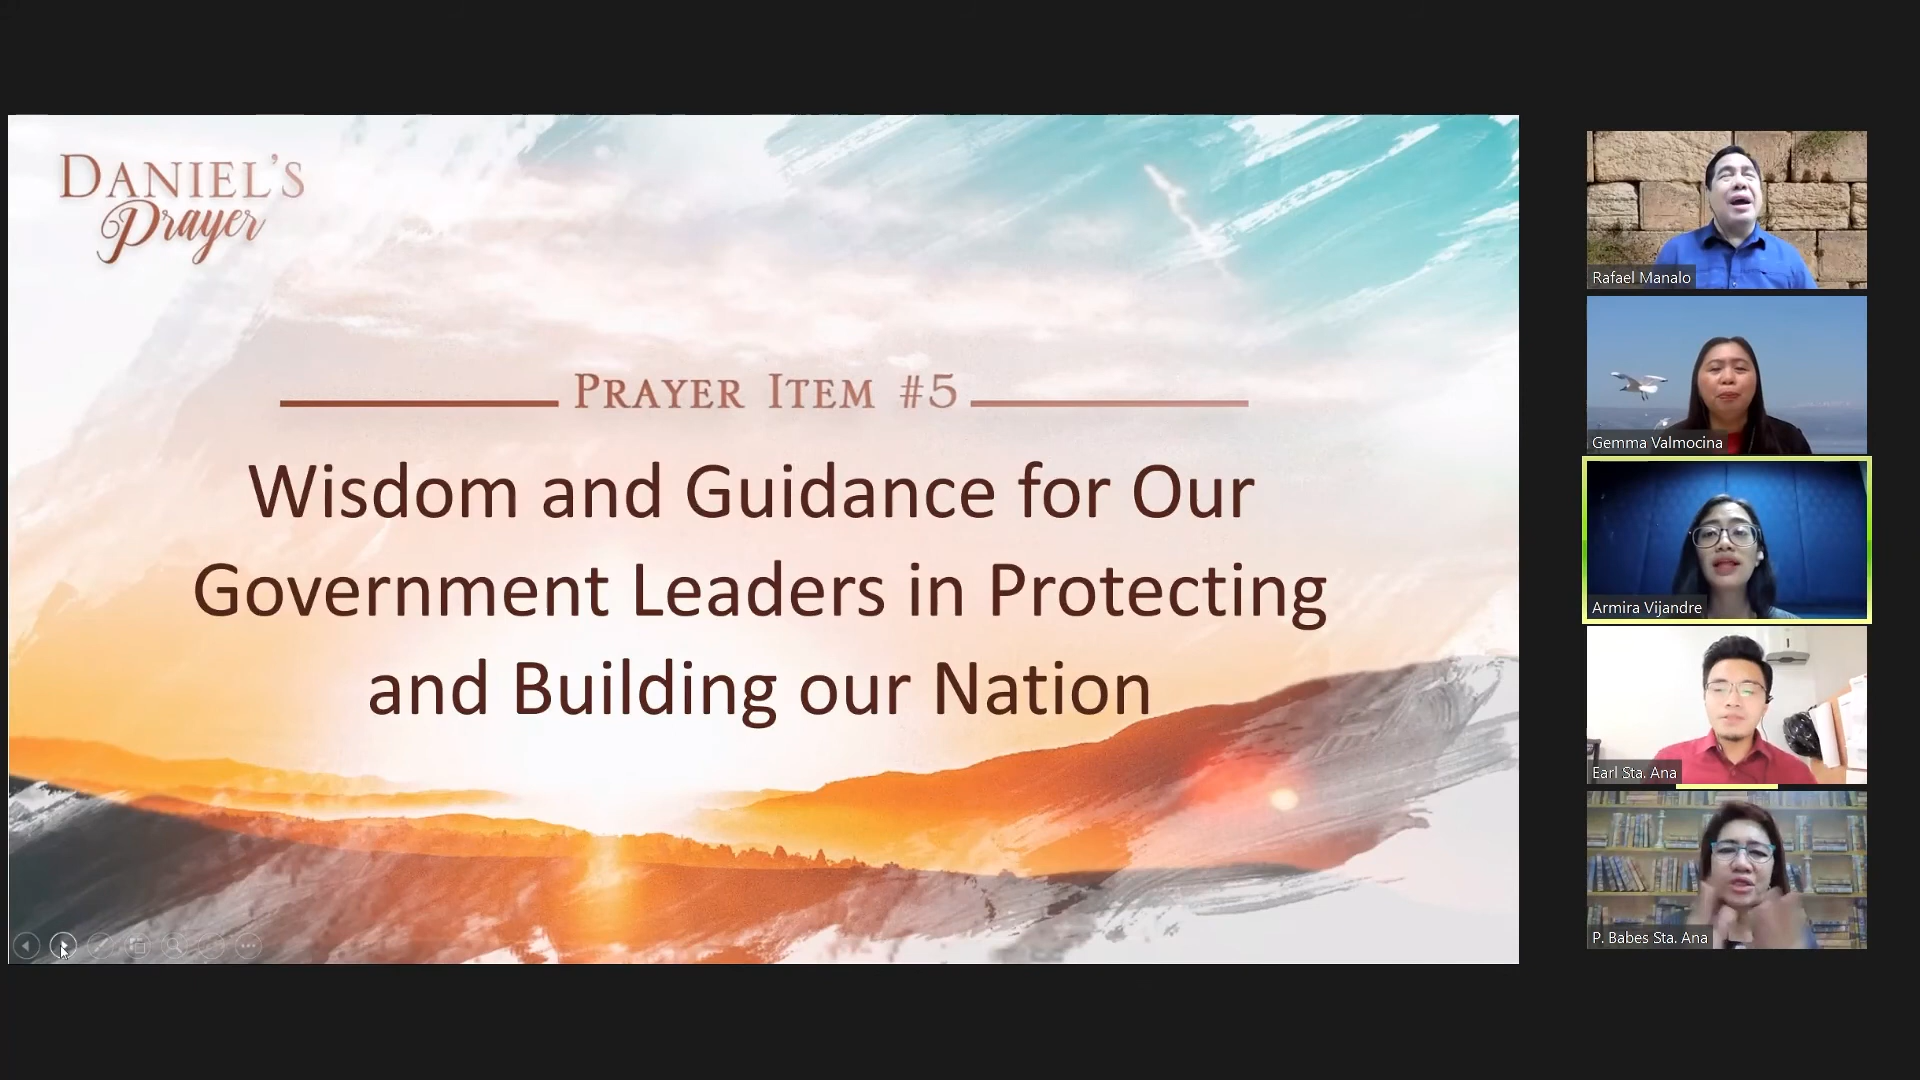 DANIEL'S
Prayer
PRAYER ITEM #5
Wisdom and Guidance for Our
Government Leaders in Protecting
and Building our Nation
Rafael Manalo
Gemma Valmocina
Armira Vijandre
Earl Sta. Ana
P. Babes Sta. Ana